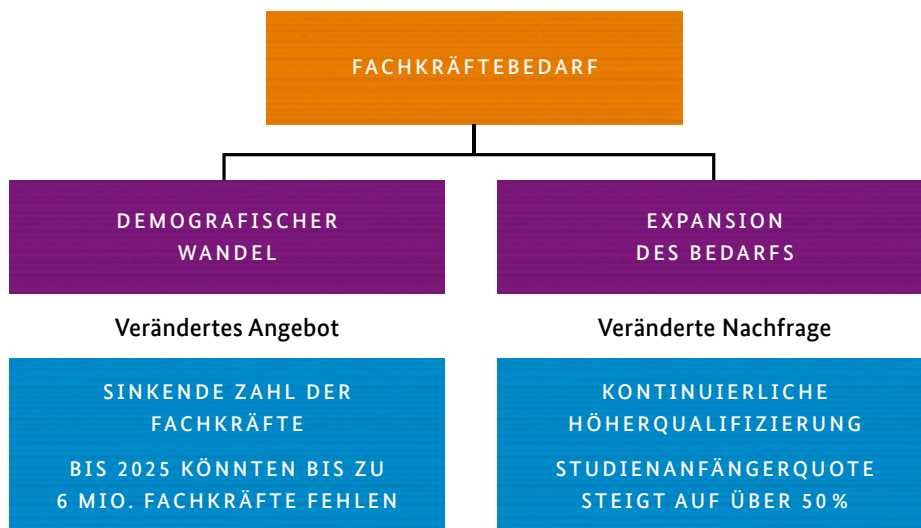 FACHKRÄFTEBEDARF
DEMOGRAFISCHER
WANDEL
Verändertes Angebot
SINKENDE ZAHL DER
FACHKRÄFTE
BIS 2025 KÖNNTEN BIS ZU
6 MIO. FACHKRÄFTE FEHLEN
EXPANSION
DES BEDARFS
Veränderte Nachfrage
KONTINUIERLICHE
HÖHERQUALIFIZIERUNG
STUDIENANFÄNGERQUOTE
STEIGT AUF ÜBER 50 %